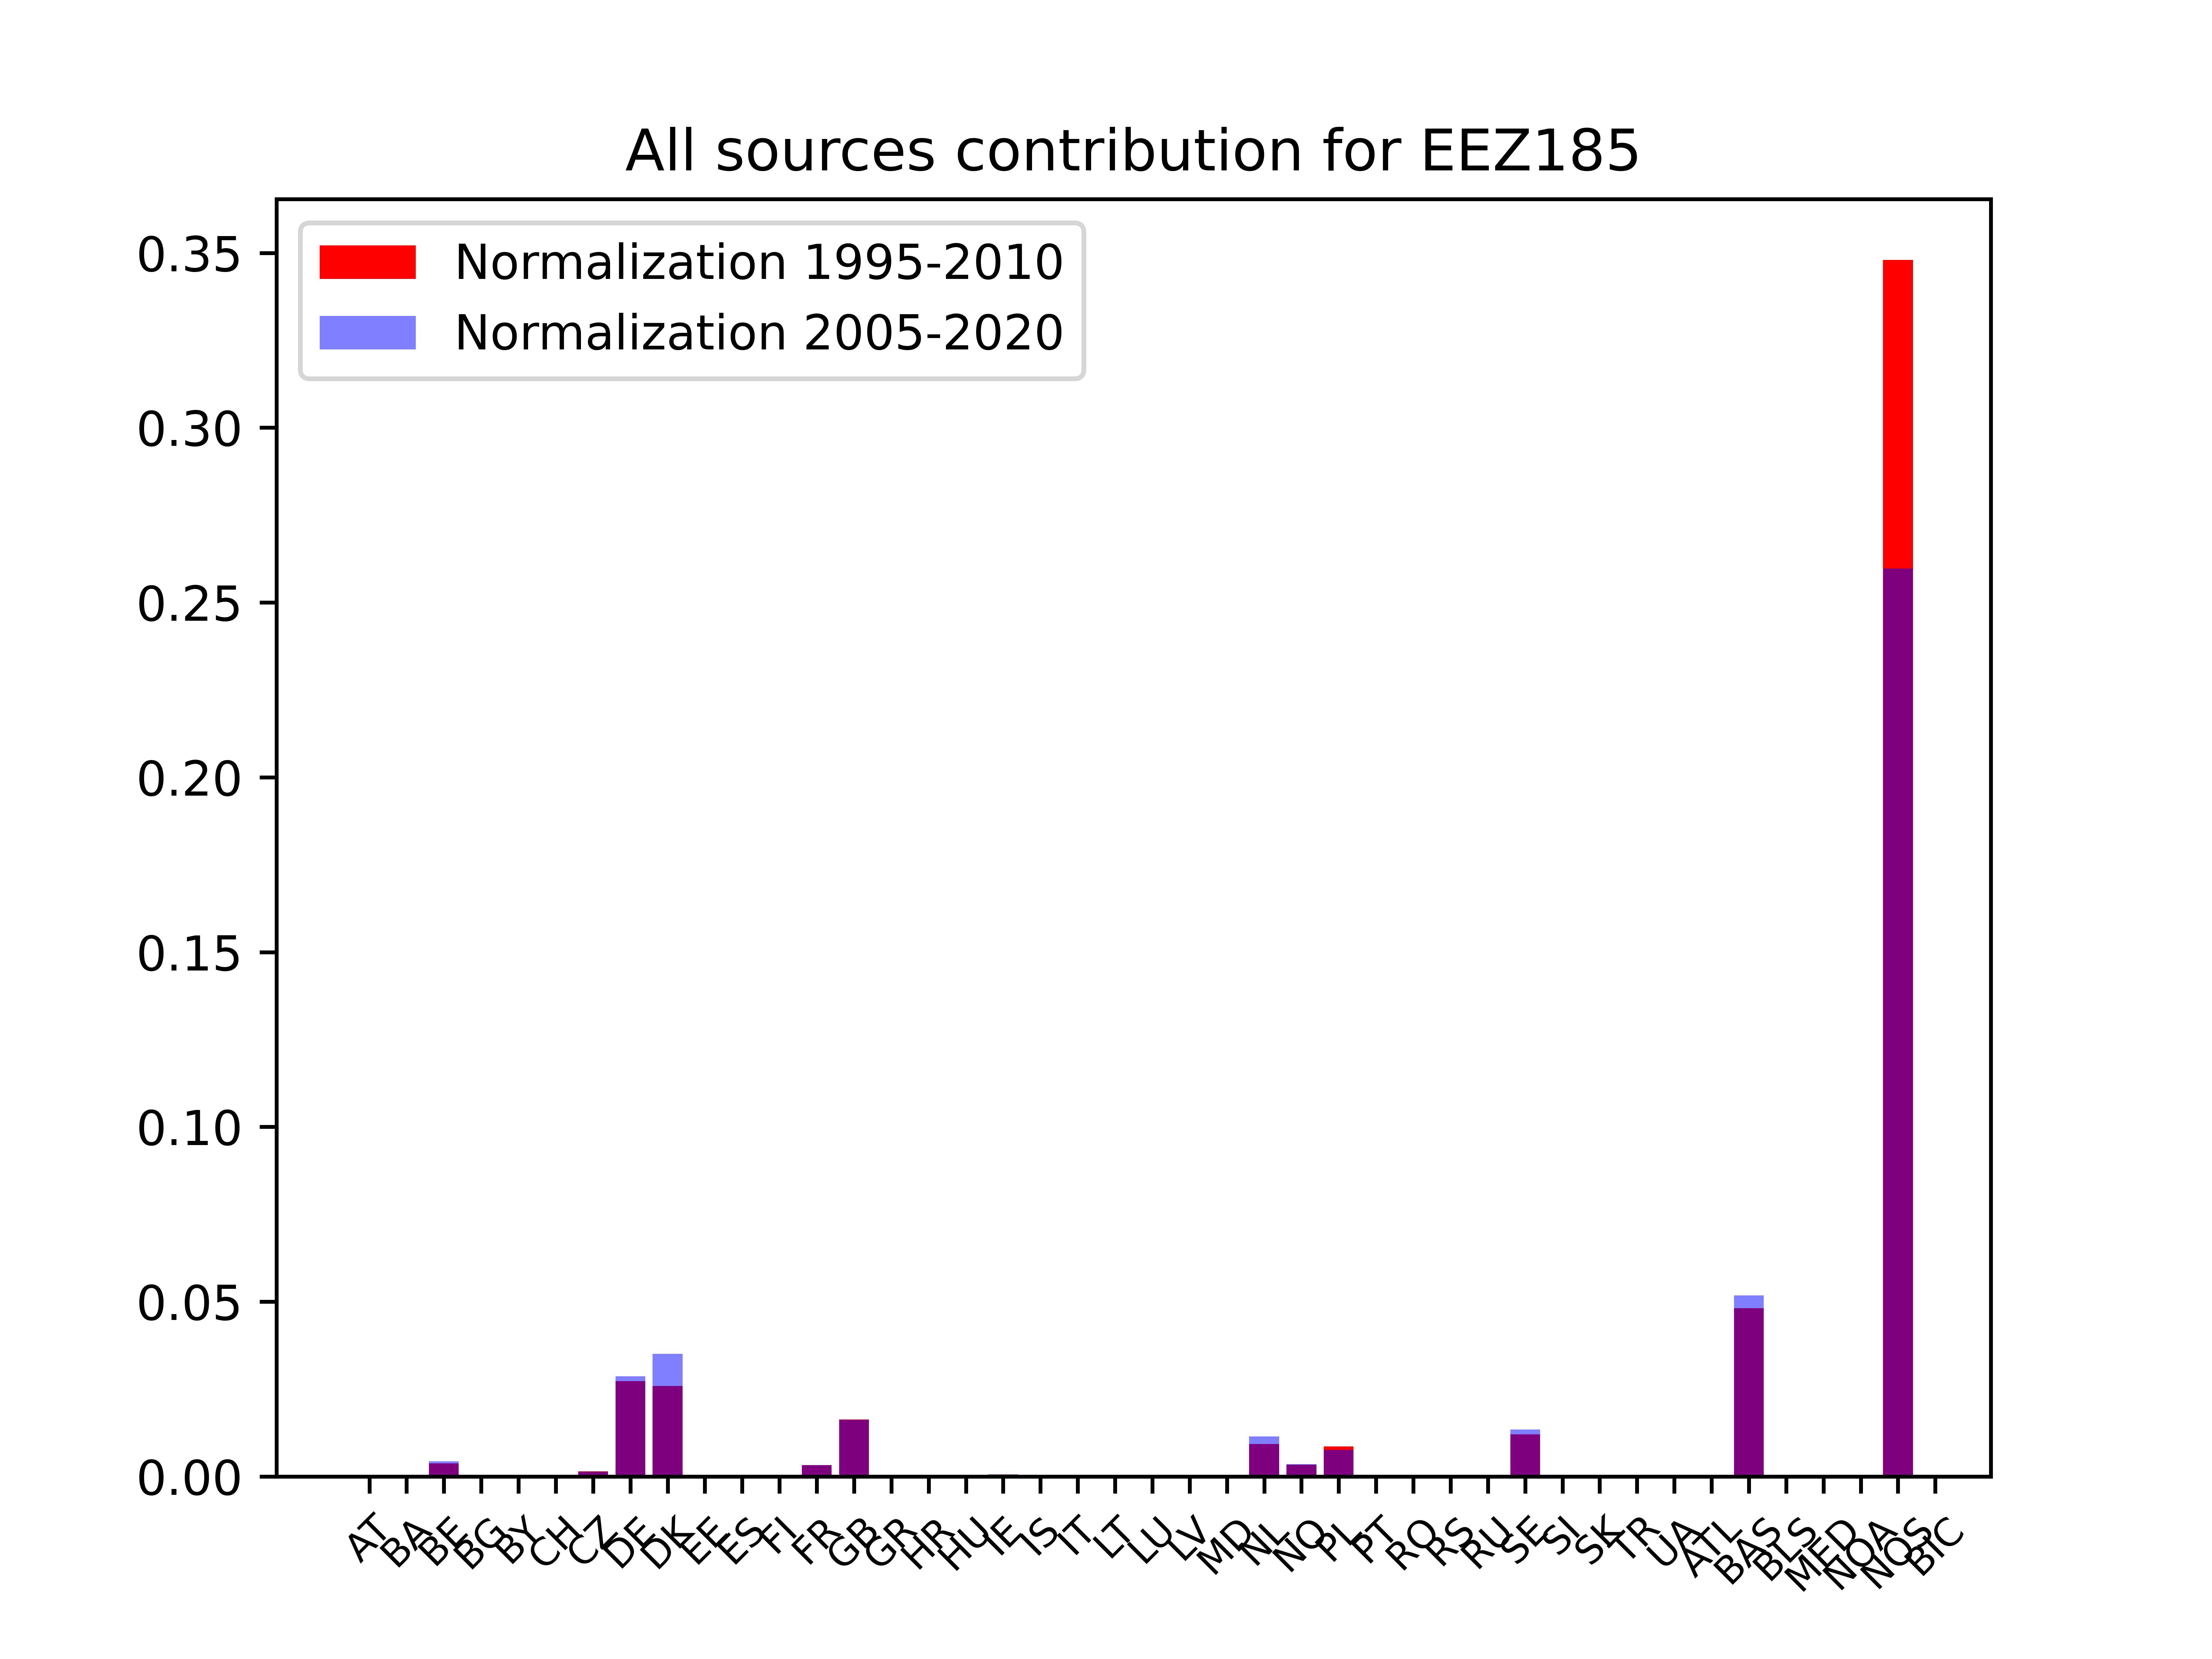 All sources contribution for EEZ185
Normalization 1995-2010
Normalization 2005-2020
0.35
0.30
0.25
0.20
0.15
0.10
0.05
0.00
AT
BA
BE
BG
BY
CH
CZ
DE
DK
EE
ES
FI
FR
GB
GR
HR
HU
IE
IS
IT
LT
LU
LV
MD
NL
NO
PL
PT
RO
RS
RU
SE
SI
SK
TR
UA
ATL
BAS
BLS
MED
NOA
NOS
BIC